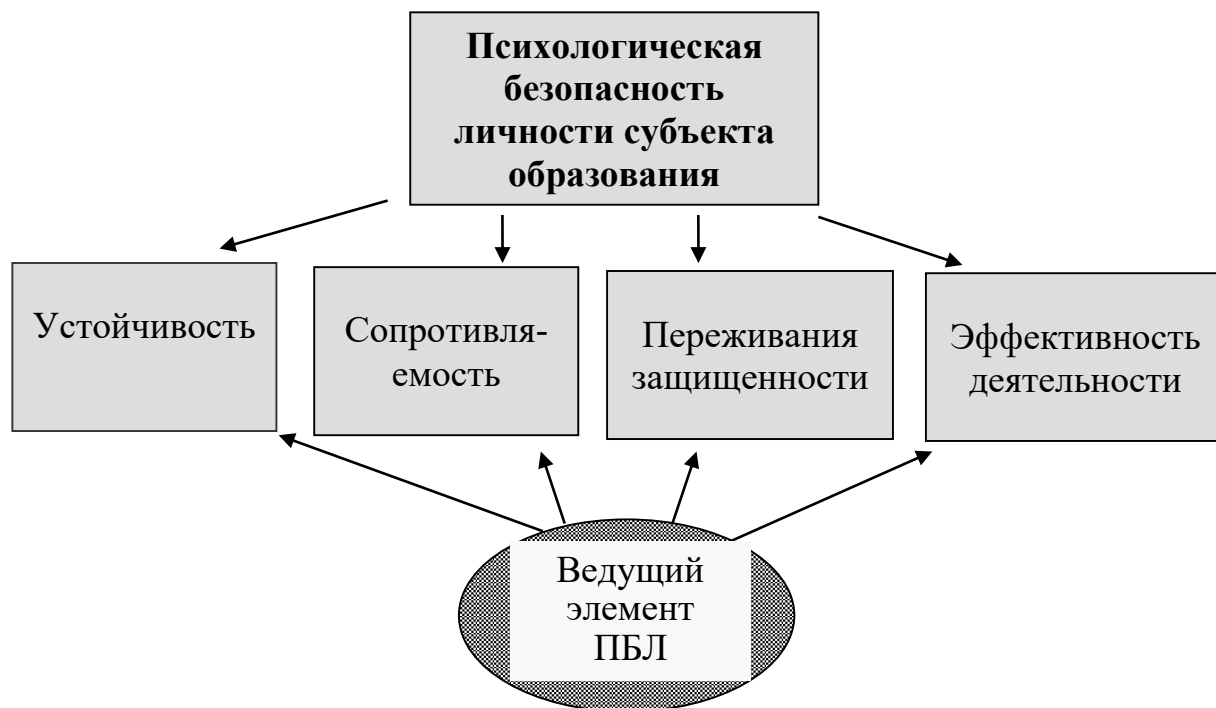 Психологическая
безопасность
личности субъекта
образования
Устойчивость
Сопротивля-
емость
Переживания
защищенности
Эффективность
деятельности
Ведущий
элемент
ПБЛ